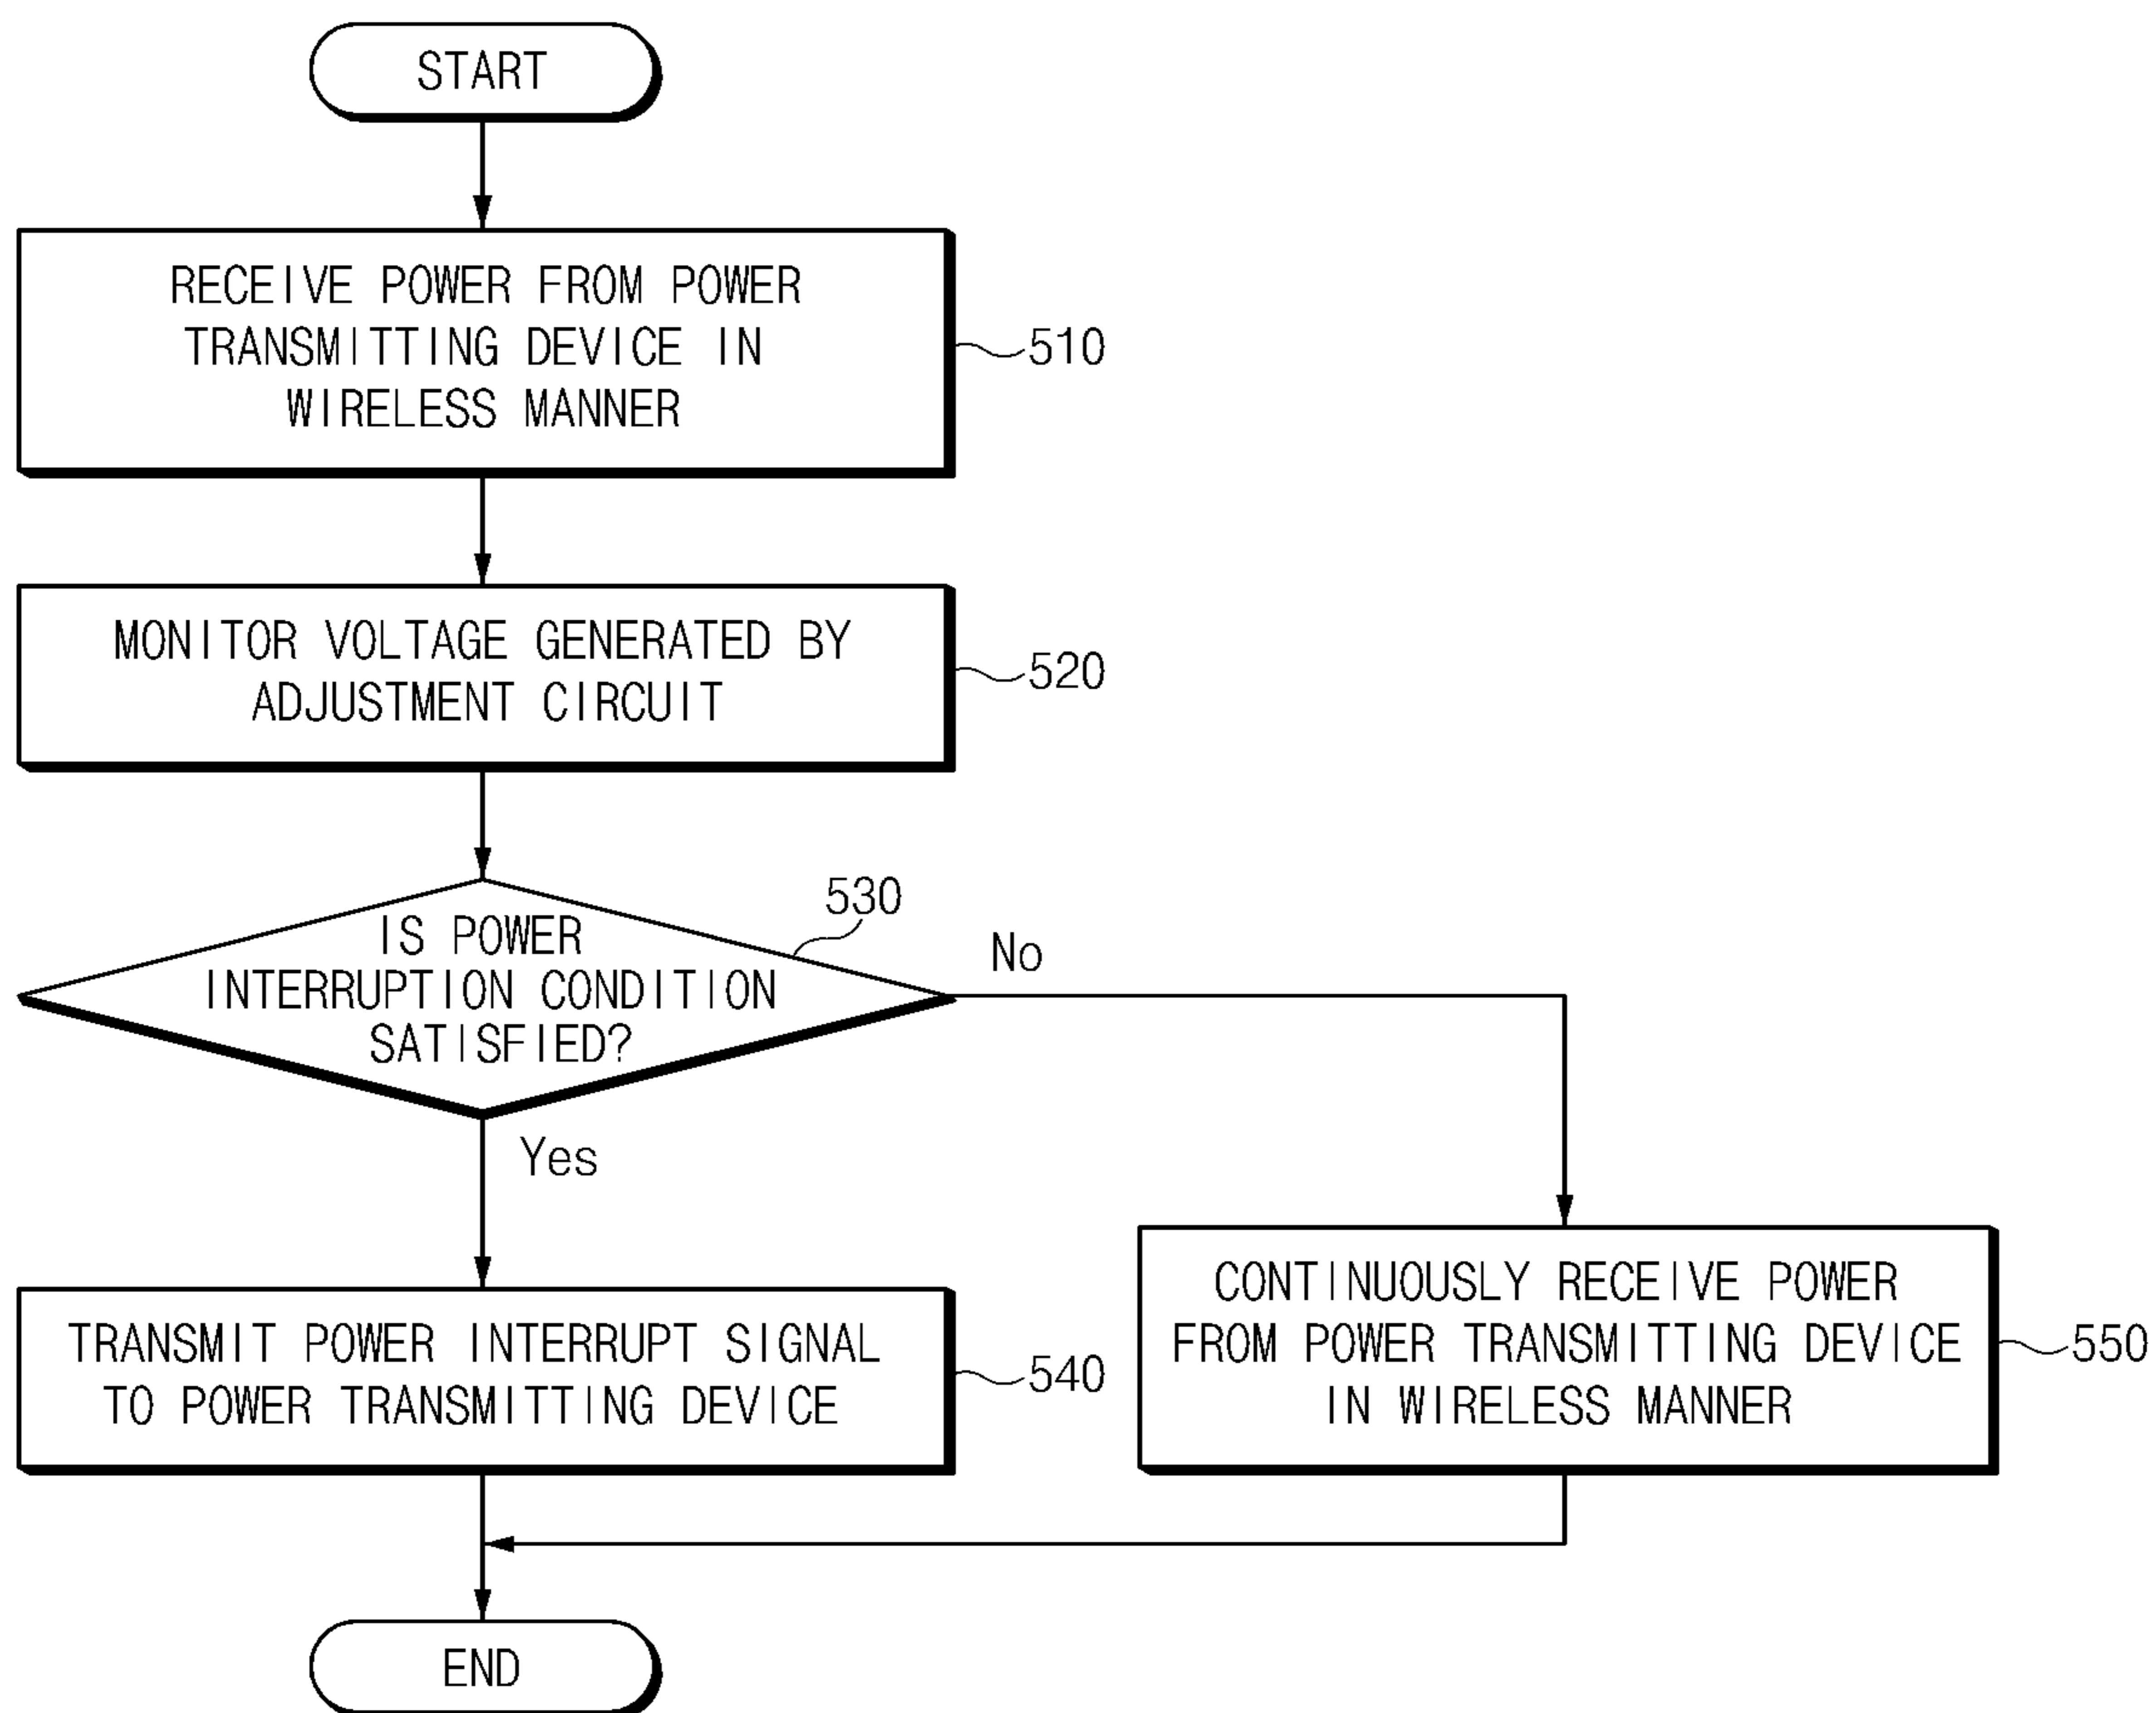 START
RECEIVE POWER FROM POWER
TRANSMITTING DEVICE IN
WIRELESS MANNER
510
MONITOR VOLTAGE GENERATED BY
ADJUSTMENT CIRCUIT
520
530
IS POWER
INTERRUPTION CONDITION
SATISFIED?
No
Yes
TRANSMIT POWER INTERRUPT SIGNAL
TO POWER TRANSMITTING DEVICE
540
CONTINUOUSLY RECEIVE POWER
FROM POWER TRANSMITTING DEVICE
IN WIRELESS MANNER
550
END